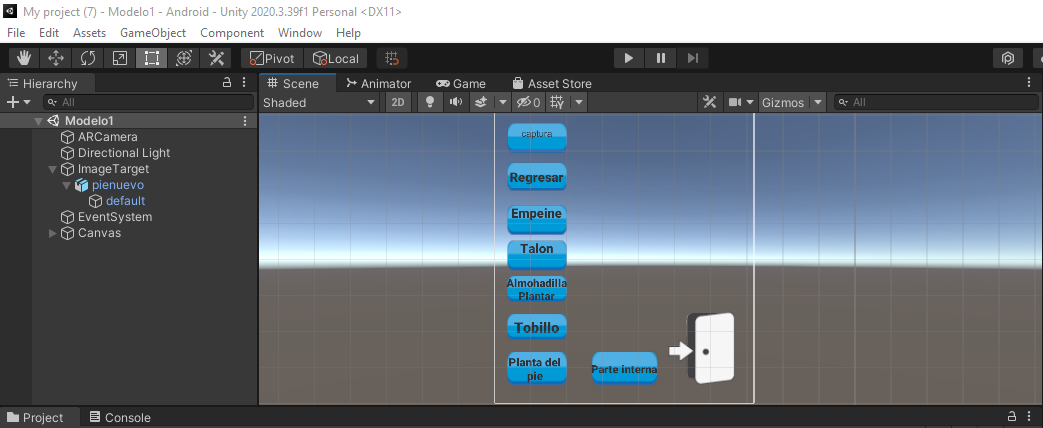 My project (7) - Modelo1 - Android - Unity 2020.3.39f1 Personal <DX11>
File Edit Assets GameObject Component Window Help
Pivot Local
Hierarchy
Scene Animator Game Asset Store
All
Shaded 2D 0 Gizmos All
Modelo1
ARCamera
Directional Light
ImageTarget
pienuevo
default
EventSystem
Canvas
captura
Regresar
Empeine
Talon
Almohadilla
Plantar
Tobillo
Planta del
pie
Parte interna
Project Console